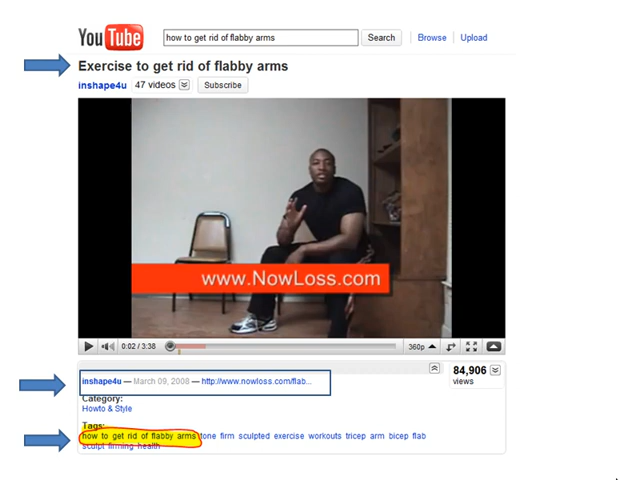 YouTube how to get rid of flabby arms Search Browse Upload
Exercise to get rid of flabby arms
inshape4u 47 videos Subscribe
www.NowLoss.com
0:02 / 3:38 360p
inshape4u — March 09, 2008 — http://www.nowloss.com/flab...
84,906
views
Category:
Howto & Style
Tags:
how to get rid of flabby arms tone firm sculpted exercise workouts tricep arm bicep flab
sculpt firming health